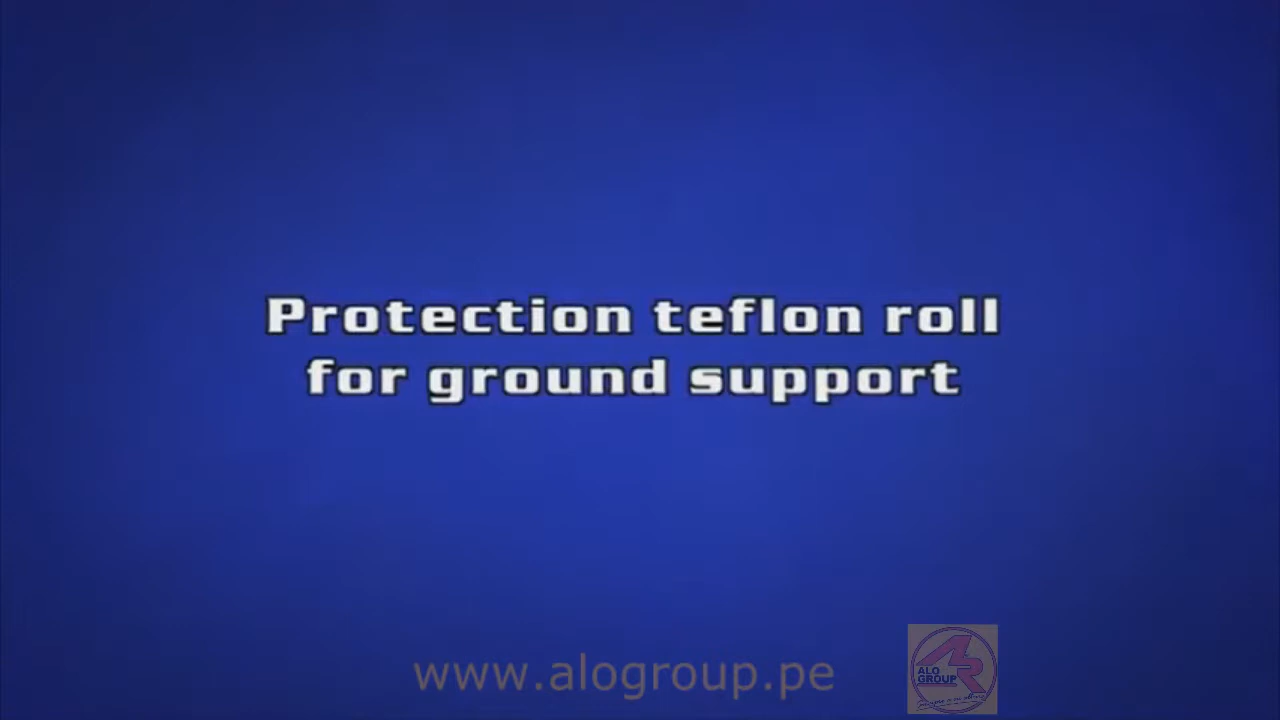 Protection teflon roll
for ground support
www.alogroup.pe
ALO
GROUP